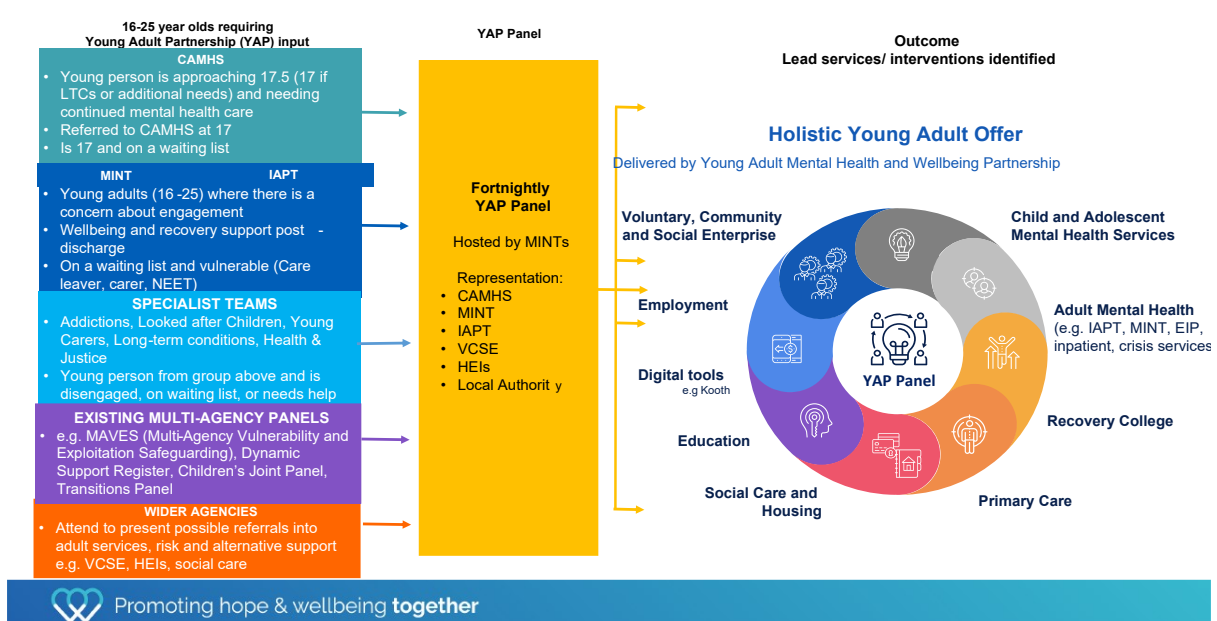 16-25 year olds requiring
Young Adult Partnership (YAP) input
CAMHS
• Young person is approaching 17.5 (17 if
LTCs or additional needs) and needing
continued mental health care
• Referred to CAMHS at 17
• Is 17 and on a waiting list
MINT IAPT
• Young adults (16 -25) where there is a
concern about engagement
• Wellbeing and recovery support post -
discharge
• On a waiting list and vulnerable (Care
leaver, carer, NEET)
SPECIALIST TEAMS
• Addictions, Looked after Children, Young
Carers, Long-term conditions, Health &
Justice
• Young person from group above and is
disengaged, on waiting list, or needs help
EXISTING MULTI-AGENCY PANELS
• e.g. MAVES (Multi-Agency Vulnerability and
Exploitation Safeguarding), Dynamic
Support Register, Children's Joint Panel,
Transitions Panel
WIDER AGENCIES
• Attend to present possible referrals into
adult services, risk and alternative support
e.g. VCSE, HEIs, social care
YAP Panel
Fortnightly
YAP Panel
Hosted by MINTs
Representation:
• CAMHS
• MINT
• IAPT
• VCSE
• HEIs
• Local Authorit y
Outcome
Lead services/ interventions identified
Holistic Young Adult Offer
Delivered by Young Adult Mental Health and Wellbeing Partnership
Voluntary, Community
and Social Enterprise
Employment
Digital tools
e.g Kooth
Education
Social Care and
Housing
YAP Panel
Child and Adolescent
Mental Health Services
Adult Mental Health
(e.g. IAPT, MINT, EIP,
inpatient, crisis services
Recovery College
Primary Care
Promoting hope & wellbeing together